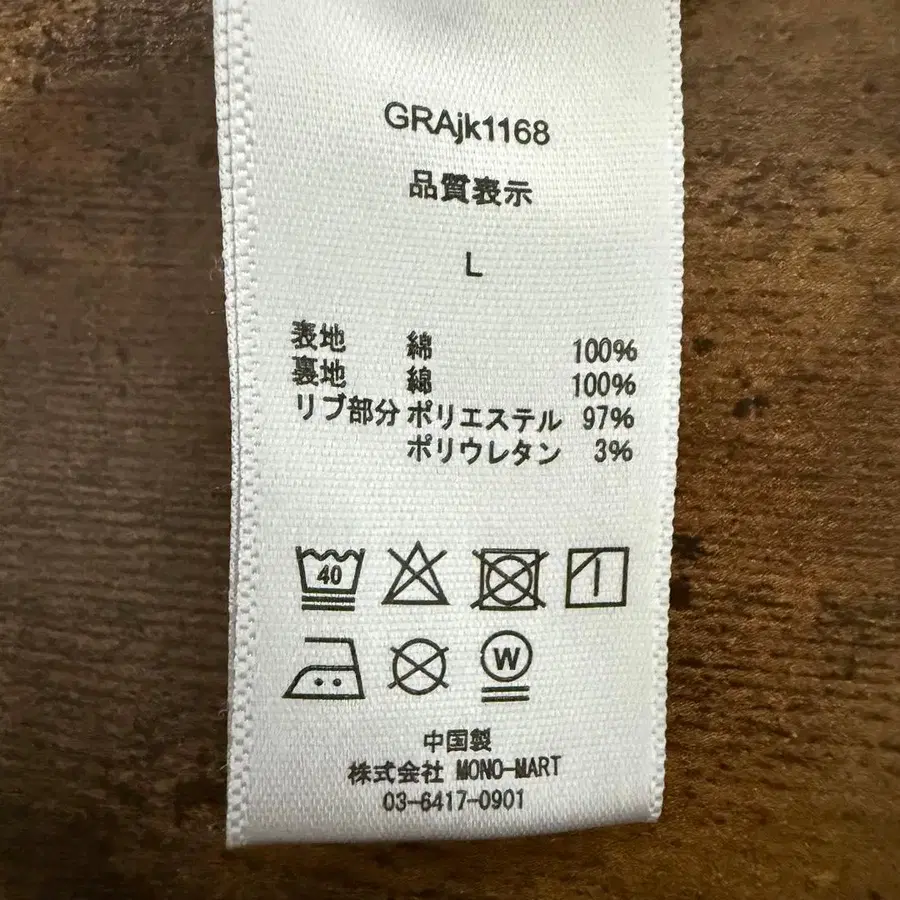 GRAjk1168
品質表示
L
表地 綿 100%
裏地 綿 100%
リブ部分 ポリエステル 97%
ポリウレタン 3%
40
W
中国製
株式会社 MONO-MART
03-6417-0901